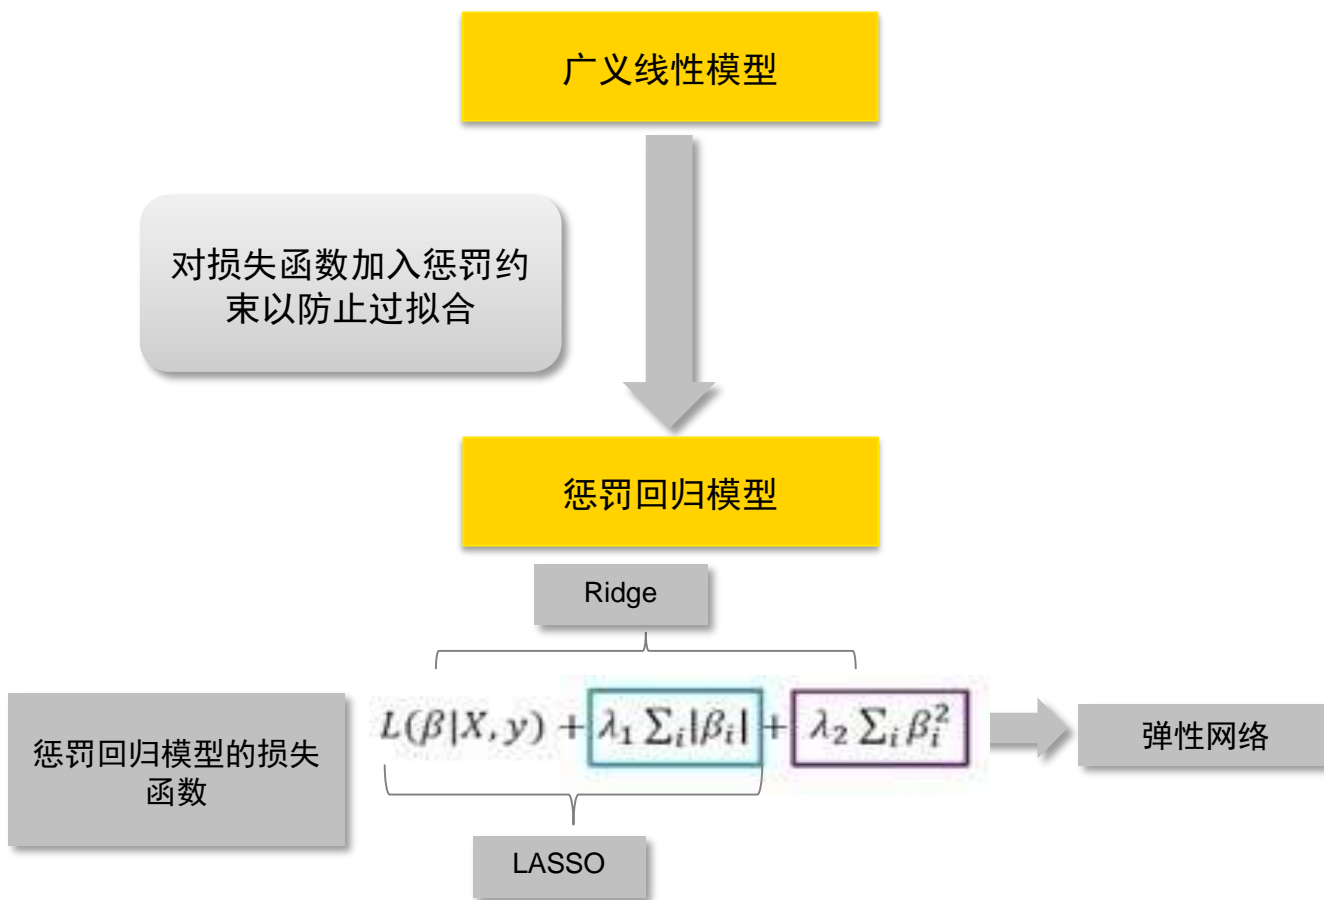 广义线性模型
对损失函数加入惩罚约
束以防止过拟合
惩罚回归模型
Ridge
惩罚回归模型的损失
函数
L(β|X, y) + λ₁ ∑ᵢ|βᵢ| + λ₂ ∑ᵢ βᵢ²
弹性网络
LASSO